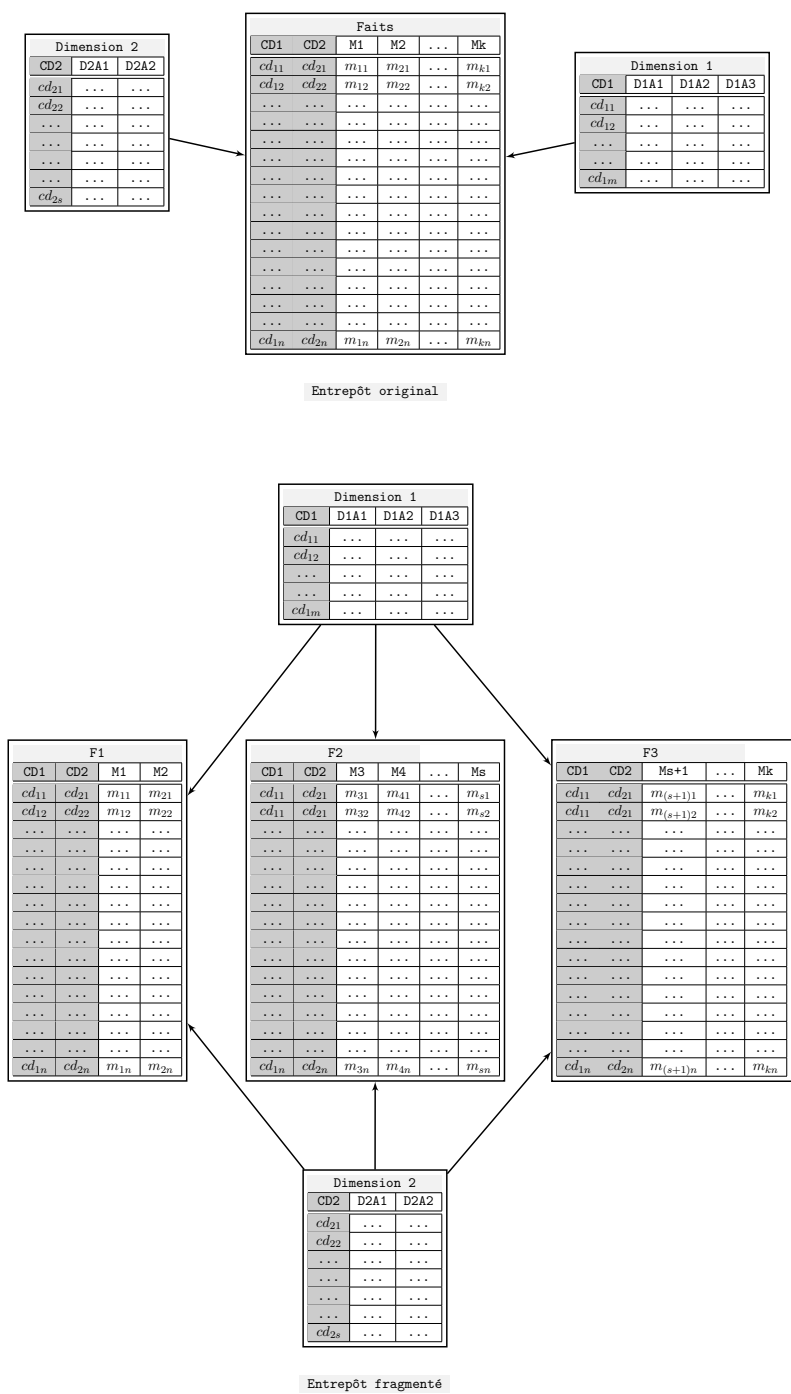 Dimension 2
CD2 D2A1 D2A2
cd21 ... ...
cd22 ... ...
... ... ...
... ... ...
... ... ...
... ... ...
cd2s ... ...
Faits
CD1 CD2 M1 M2 ... Mk
cd11 cd21 m11 m21 ... mk1
cd12 cd22 m12 m22 ... mk2
... ... ... ... ... ...
... ... ... ... ... ...
... ... ... ... ... ...
... ... ... ... ... ...
... ... ... ... ... ...
... ... ... ... ... ...
... ... ... ... ... ...
... ... ... ... ... ...
... ... ... ... ... ...
... ... ... ... ... ...
... ... ... ... ... ...
... ... ... ... ... ...
... ... ... ... ... ...
cd1n cd2n m1n m2n ... mkn
Dimension 1
CD1 D1A1 D1A2 D1A3
cd11 ... ... ...
cd12 ... ... ...
... ... ... ...
... ... ... ...
cd1m ... ... ...
Entrepôt original
Dimension 1
CD1 D1A1 D1A2 D1A3
cd11 ... ... ...
cd12 ... ... ...
... ... ... ...
... ... ... ...
cd1m ... ... ...
F1
CD1 CD2 M1 M2
cd11 cd21 m11 m21
cd12 cd22 m12 m22
... ... ... ...
... ... ... ...
... ... ... ...
... ... ... ...
... ... ... ...
... ... ... ...
... ... ... ...
... ... ... ...
... ... ... ...
... ... ... ...
... ... ... ...
... ... ... ...
... ... ... ...
cd1n cd2n m1n m2n
F2
CD1 CD2 M3 M4 ... Ms
cd11 cd21 m31 m41 ... ms1
cd11 cd21 m32 m42 ... ms2
... ... ... ... ... ...
... ... ... ... ... ...
... ... ... ... ... ...
... ... ... ... ... ...
... ... ... ... ... ...
... ... ... ... ... ...
... ... ... ... ... ...
... ... ... ... ... ...
... ... ... ... ... ...
... ... ... ... ... ...
... ... ... ... ... ...
... ... ... ... ... ...
... ... ... ... ... ...
cd1n cd2n m3n m4n ... msn
F3
CD1 CD2 Ms+1 ... Mk
cd11 cd21 m(s+1)1 ... mk1
cd11 cd21 m(s+1)2 ... mk2
... ... ... ... ...
... ... ... ... ...
... ... ... ... ...
... ... ... ... ...
... ... ... ... ...
... ... ... ... ...
... ... ... ... ...
... ... ... ... ...
... ... ... ... ...
... ... ... ... ...
... ... ... ... ...
... ... ... ... ...
... ... ... ... ...
cd1n cd2n m(s+1)n ... mkn
Dimension 2
CD2 D2A1 D2A2
cd21 ... ...
cd22 ... ...
... ... ...
... ... ...
... ... ...
... ... ...
cd2s ... ...
Entrepôt fragmenté